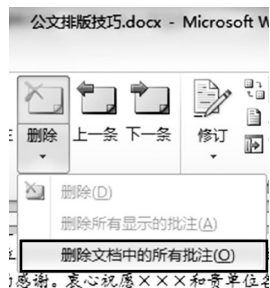 公文排版技巧.docx - Microsoft W
删除 上一条 下一条 修订
删除(D)
删除所有显示的批注(A)
删除文档中的所有批注(O)
感谢。衷心祝愿×××和贵单位各